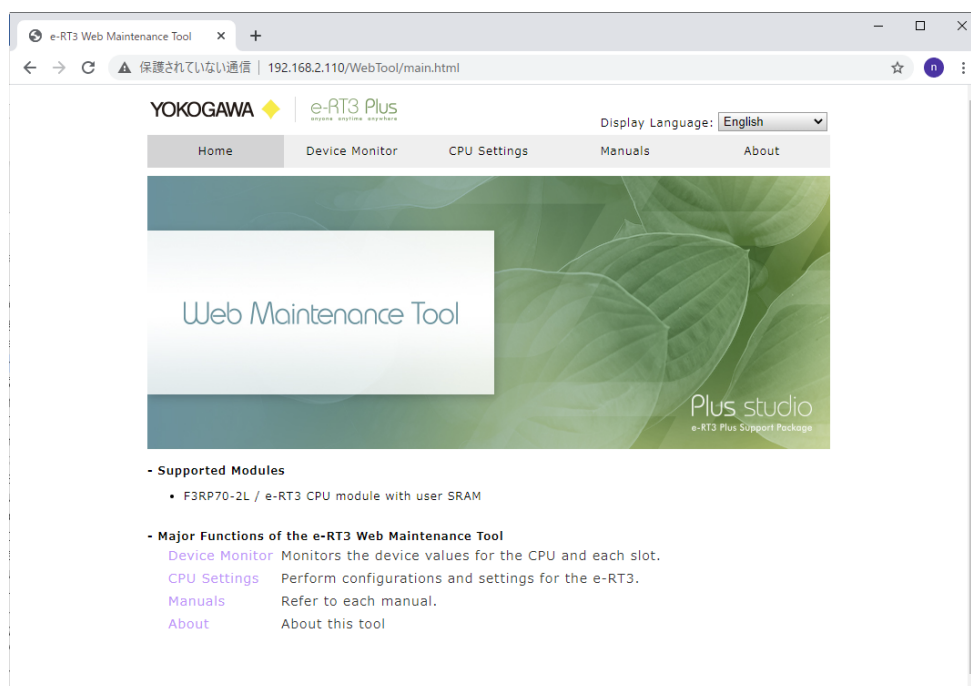 e-RT3 Web Maintenance Tool
保護されていない通信 | 192.168.2.110/WebTool/main.html
n
YOKOGAWA
e-RT3 Plus
anyone anytime anywhere
Display Language: English
Home Device Monitor CPU Settings Manuals About
Web Maintenance Tool
Plus studio
e-RT3 Plus Support Package
- Supported Modules
• F3RP70-2L / e-RT3 CPU module with user SRAM
- Major Functions of the e-RT3 Web Maintenance Tool
Device Monitor Monitors the device values for the CPU and each slot.
CPU Settings Perform configurations and settings for the e-RT3.
Manuals Refer to each manual.
About About this tool